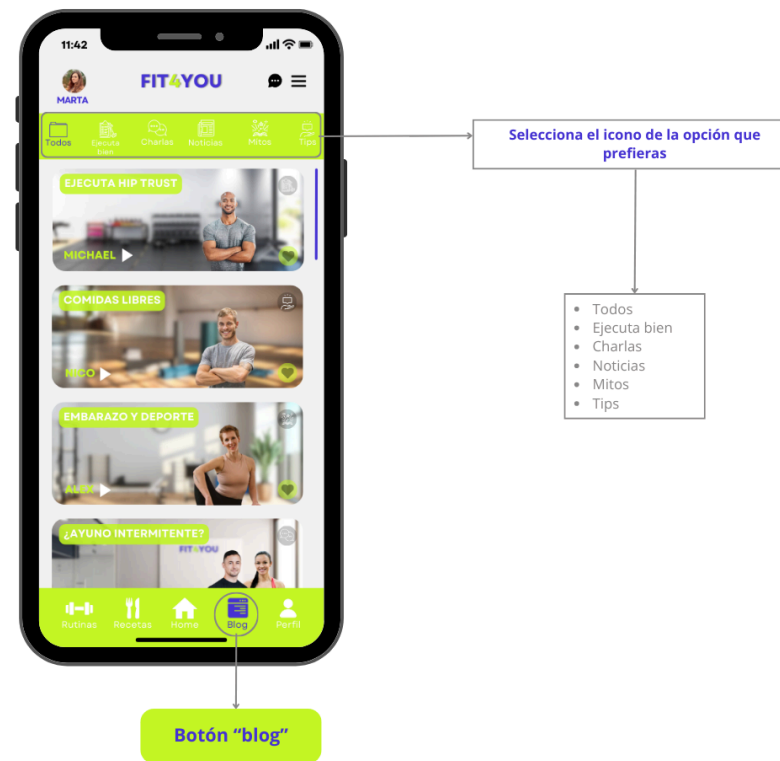 11:42
FIT4YOU
MARTA
Todos
Ejecuta
bien
Charlas
Noticias
Mitos
Tips
Selecciona el icono de la opción que
prefieras
EJECUTA HIP TRUST
MICHAEL
COMIDAS LIBRES
NICO
EMBARAZO Y DEPORTE
ALEX
¿AYUNO INTERMITENTE?
FIT4YOU
Todos
Ejecuta bien
Charlas
Noticias
Mitos
Tips
Rutinas
Recetas
Home
Blog
Perfil
Botón “blog”